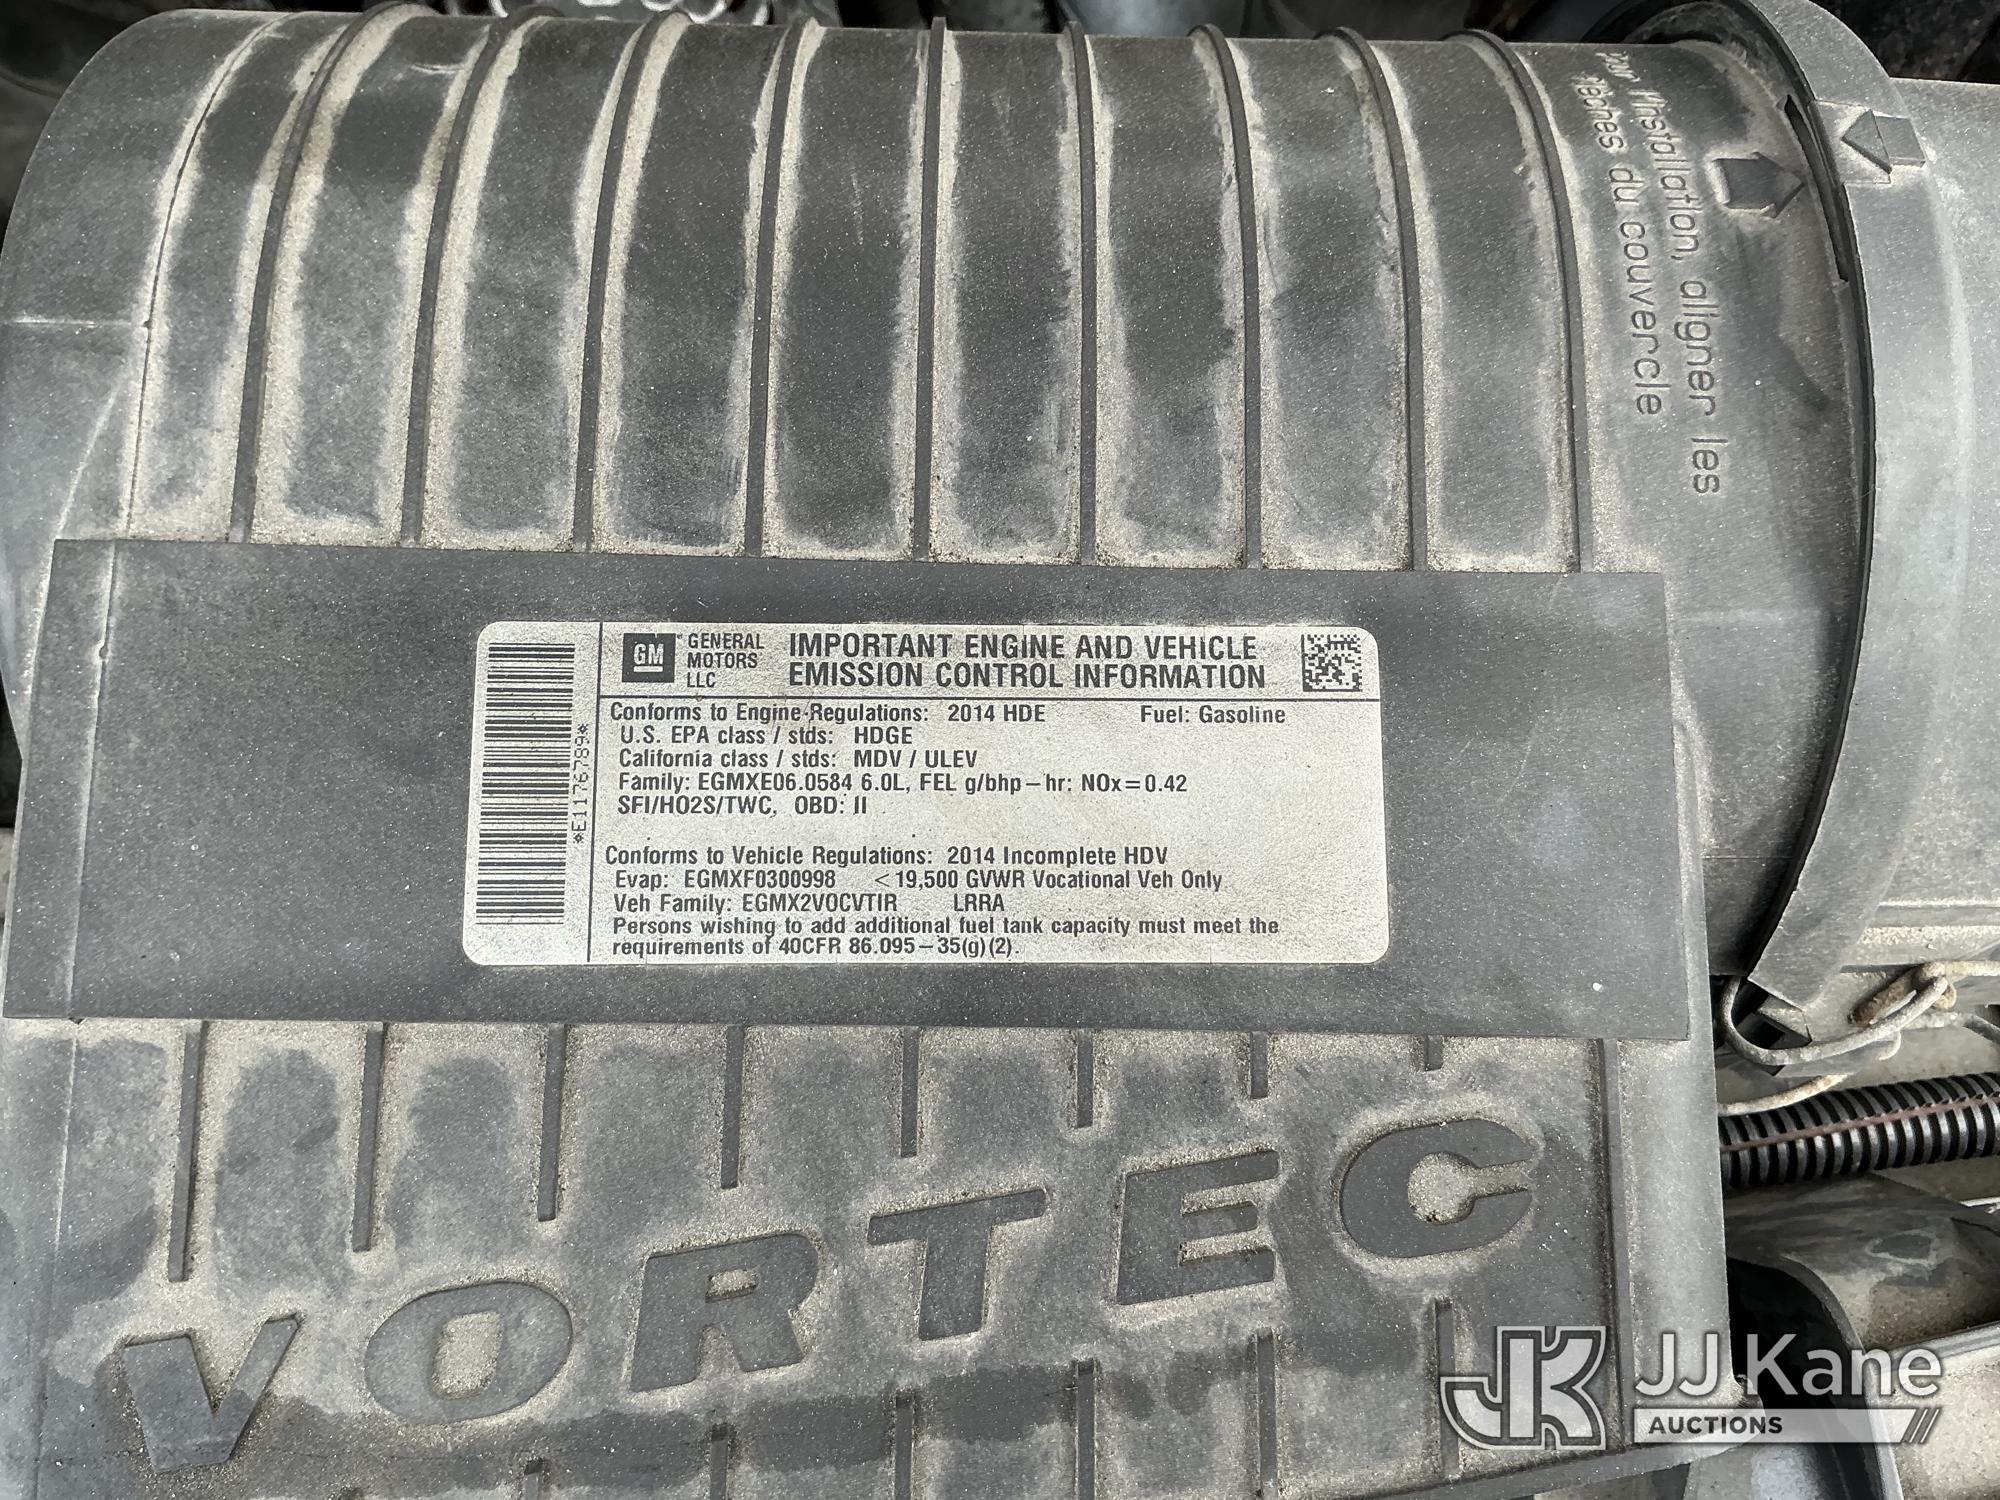 Pour l'installation, aligner les
flèches du couvercle
GM GENERAL MOTORS LLC
IMPORTANT ENGINE AND VEHICLE
EMISSION CONTROL INFORMATION
*E1176789*
Conforms to Engine Regulations: 2014 HDE Fuel: Gasoline
U.S. EPA class / stds: HDGE
California class / stds: MDV / ULEV
Family: EGMXE06.0584 6.0L, FEL g/bhp-hr: NOx=0.42
SFI/HO2S/TWC, OBD: II
Conforms to Vehicle Regulations: 2014 Incomplete HDV
Evap: EGMXF0300998 <19,500 GVWR Vocational Veh Only
Veh Family: EGMX2VOCVTIR LRRA
Persons wishing to add additional fuel tank capacity must meet the
requirements of 40CFR 86.095-35(g)(2).
VORTEC
JK JJ Kane
AUCTIONS